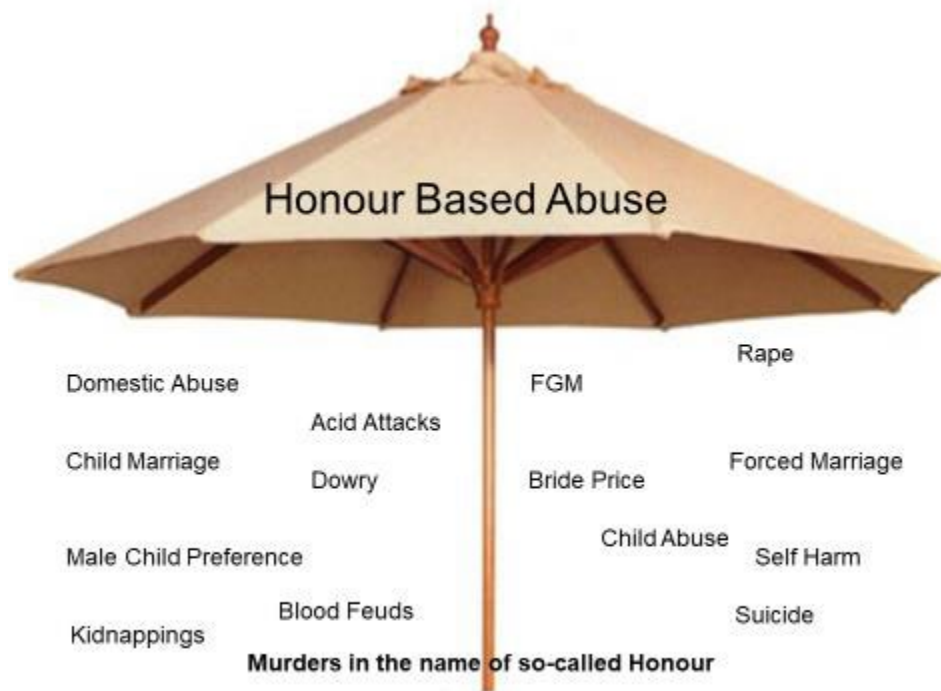 Honour Based Abuse
Rape
Domestic Abuse
FGM
Acid Attacks
Child Marriage
Forced Marriage
Dowry
Bride Price
Child Abuse
Male Child Preference
Self Harm
Blood Feuds
Suicide
Kidnappings
Murders in the name of so-called Honour